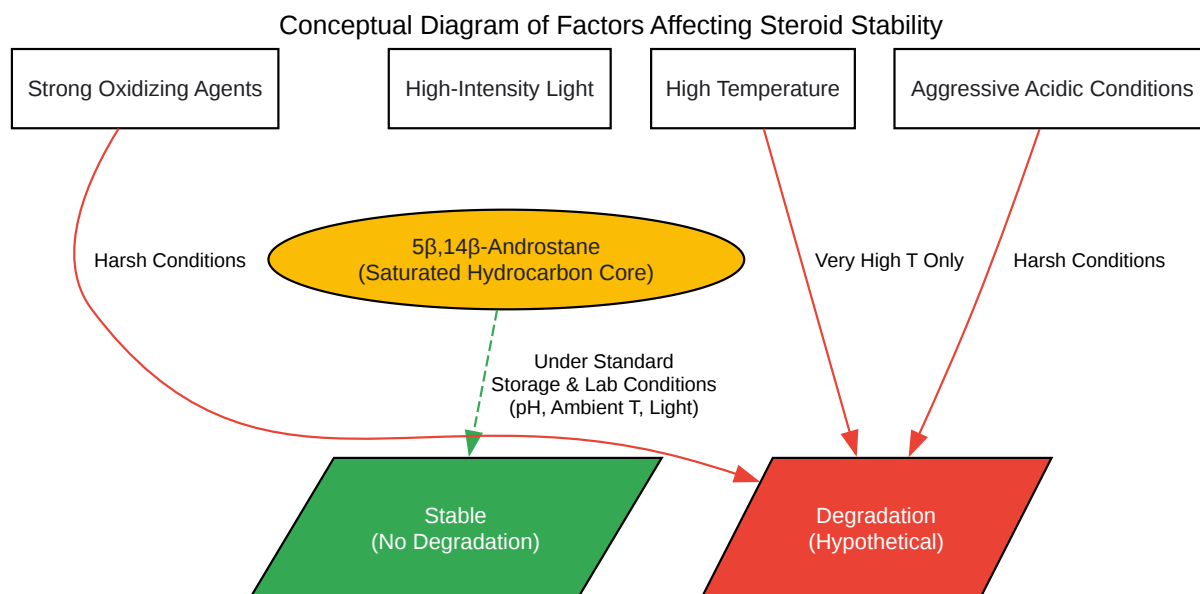 Conceptual Diagram of Factors Affecting Steroid Stability
Strong Oxidizing Agents
High-Intensity Light
High Temperature
Aggressive Acidic Conditions
Harsh Conditions
5β,14β-Androstane
(Saturated Hydrocarbon Core)
Very High T Only
Harsh Conditions
Under Standard
Storage & Lab Conditions
(pH, Ambient T, Light)
Stable
(No Degradation)
Degradation
(Hypothetical)